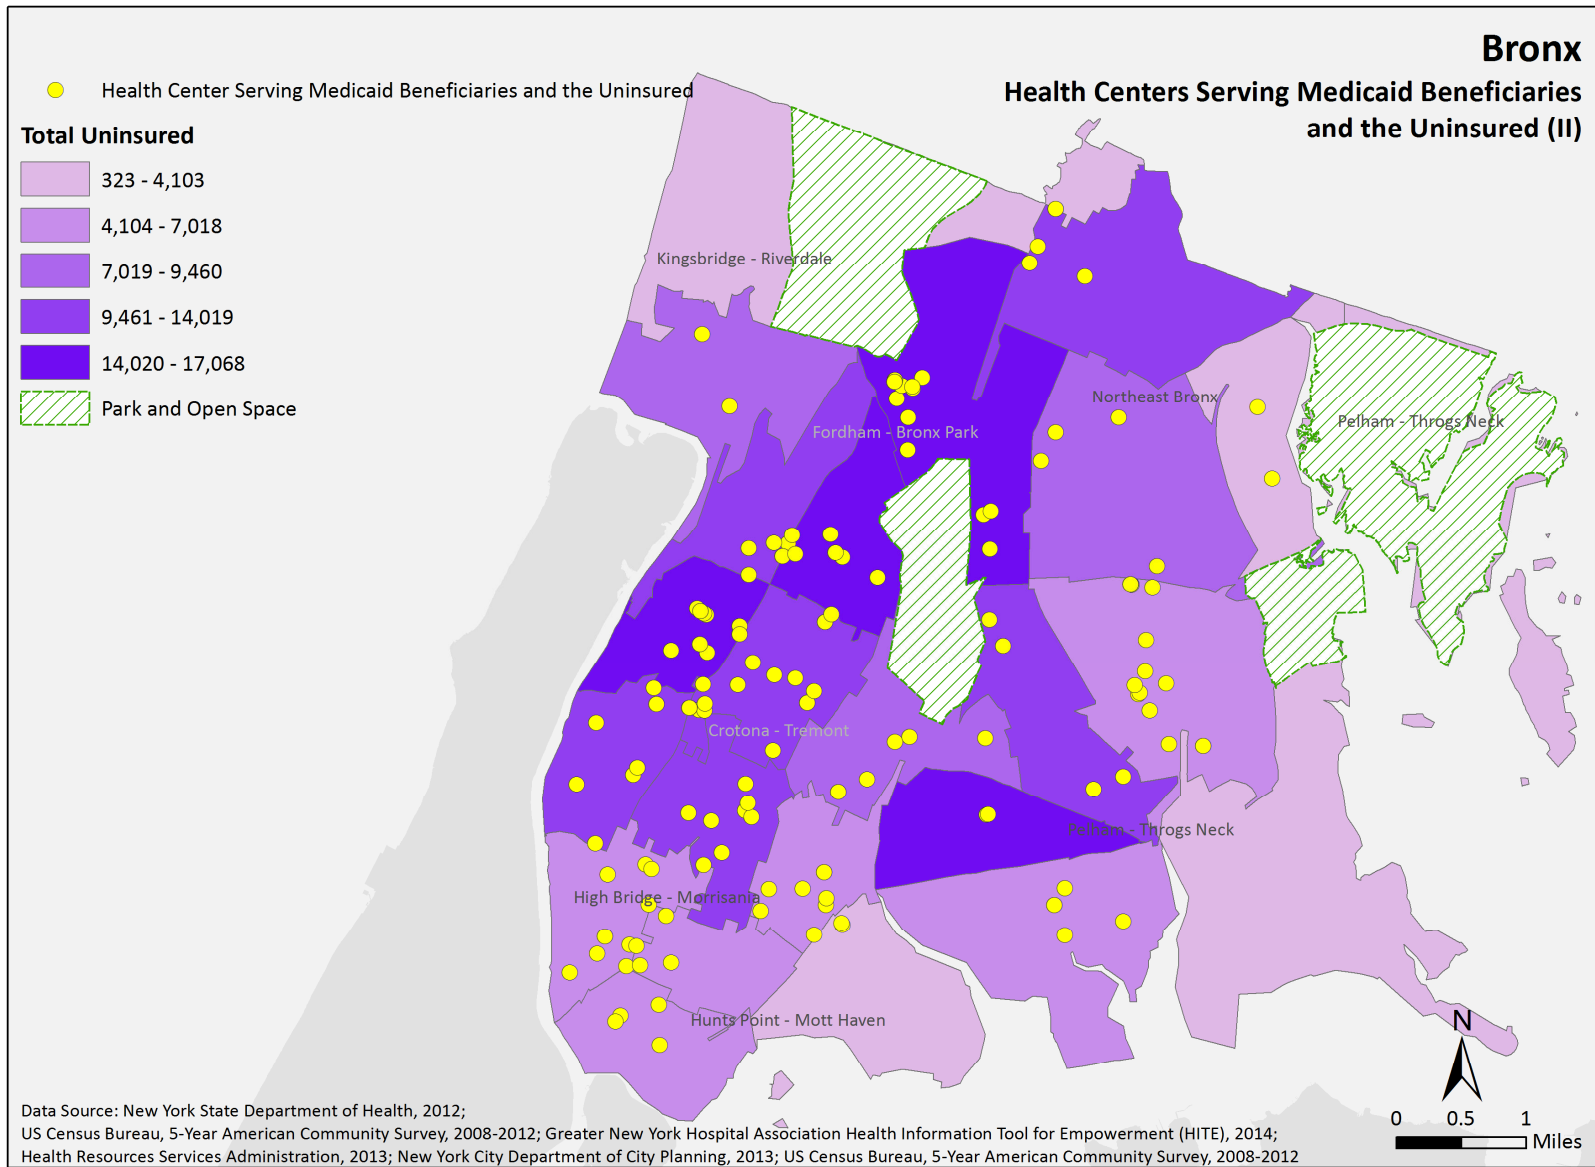 Bronx
Health Centers Serving Medicaid Beneficiaries
and the Uninsured (II)
Health Center Serving Medicaid Beneficiaries and the Uninsured
Total Uninsured
323 - 4,103
4,104 - 7,018
7,019 - 9,460
9,461 - 14,019
14,020 - 17,068
Park and Open Space
Kingsbridge - Riverdale
Northeast Bronx
Pelham - Throgs Neck
Fordham - Bronx Park
Crotona - Tremont
Pelham - Throgs Neck
High Bridge - Morrisania
Hunts Point - Mott Haven
N
0 0.5 1
Miles
Data Source: New York State Department of Health, 2012;
US Census Bureau, 5-Year American Community Survey, 2008-2012; Greater New York Hospital Association Health Information Tool for Empowerment (HITE), 2014;
Health Resources Services Administration, 2013; New York City Department of City Planning, 2013; US Census Bureau, 5-Year American Community Survey, 2008-2012